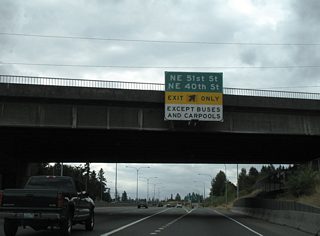 NE 51st St
NE 40th St
EXIT ONLY
EXCEPT BUSES
AND CARPOOLS